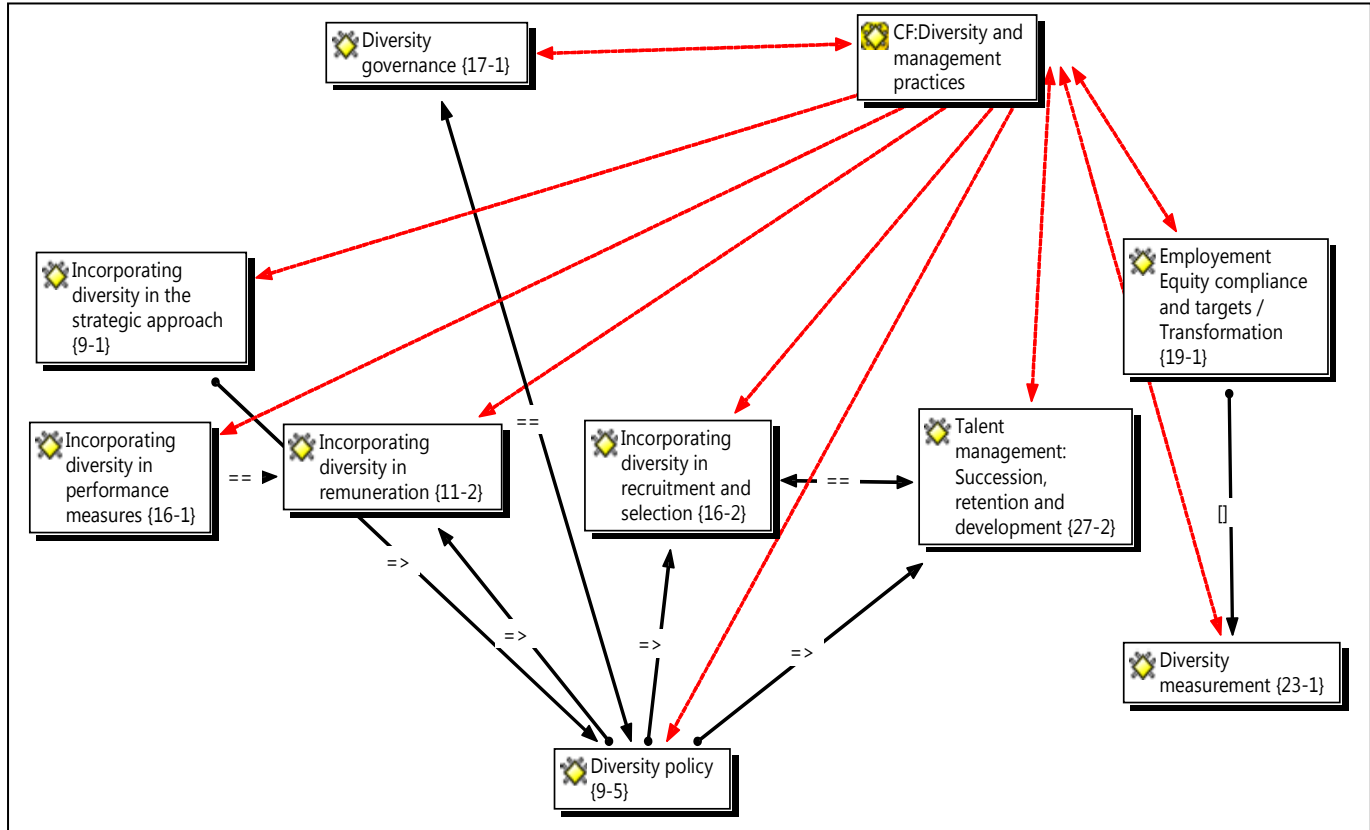 Diversity
governance {17-1}
CF:Diversity and
management
practices
Incorporating
diversity in the
strategic approach
{9-1}
Employement
Equity compliance
and targets /
Transformation
{19-1}
==
Incorporating
diversity in
performance
measures {16-1}
==
Incorporating
diversity in
remuneration {11-2}
Incorporating
diversity in
recruitment and
selection {16-2}
==
Talent
management:
Succession,
retention and
development {27-2}
[]
=>
=>
=>
=>
Diversity
measurement {23-1}
Diversity policy
{9-5}